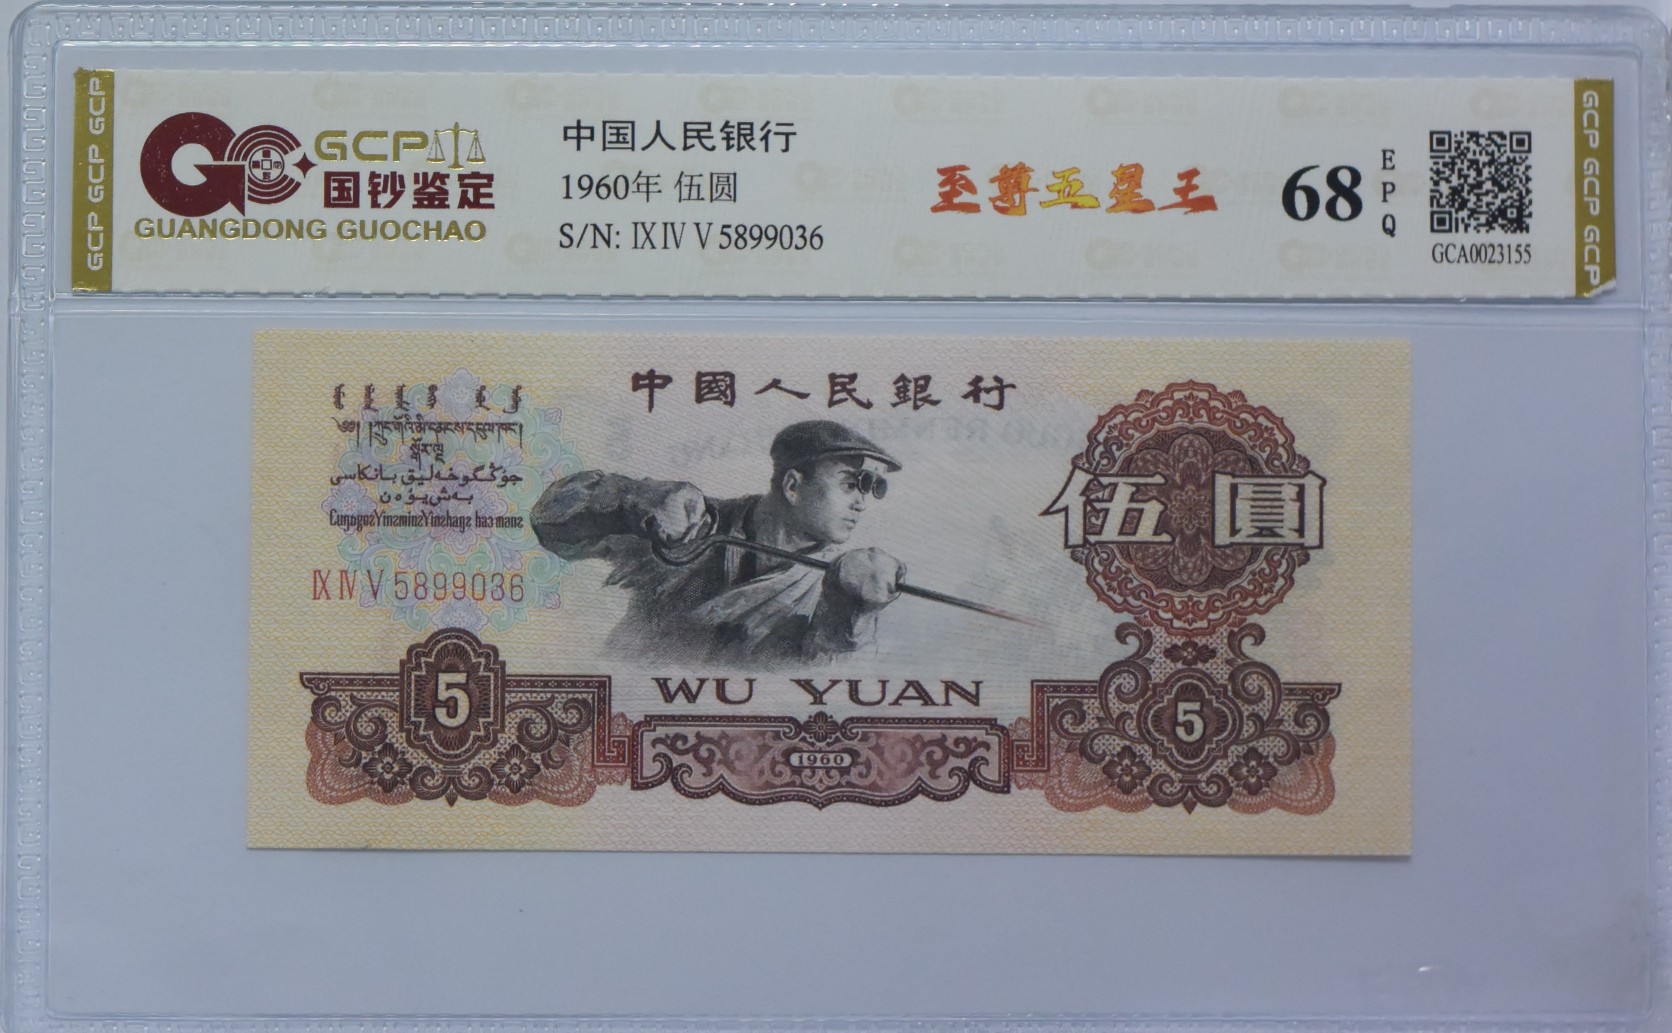 GCP GCP GCP
GCP
国钞鉴定
GUANGDONG GUOCHAO
中国人民银行
1960年 伍圆
S/N: IX IV V 5899036
至尊五星王
68
EPQ
GCA0023155
GCP GCP GCP
中國人民銀行
IX IV V 5899036
伍圓
5
WU YUAN
5
1960